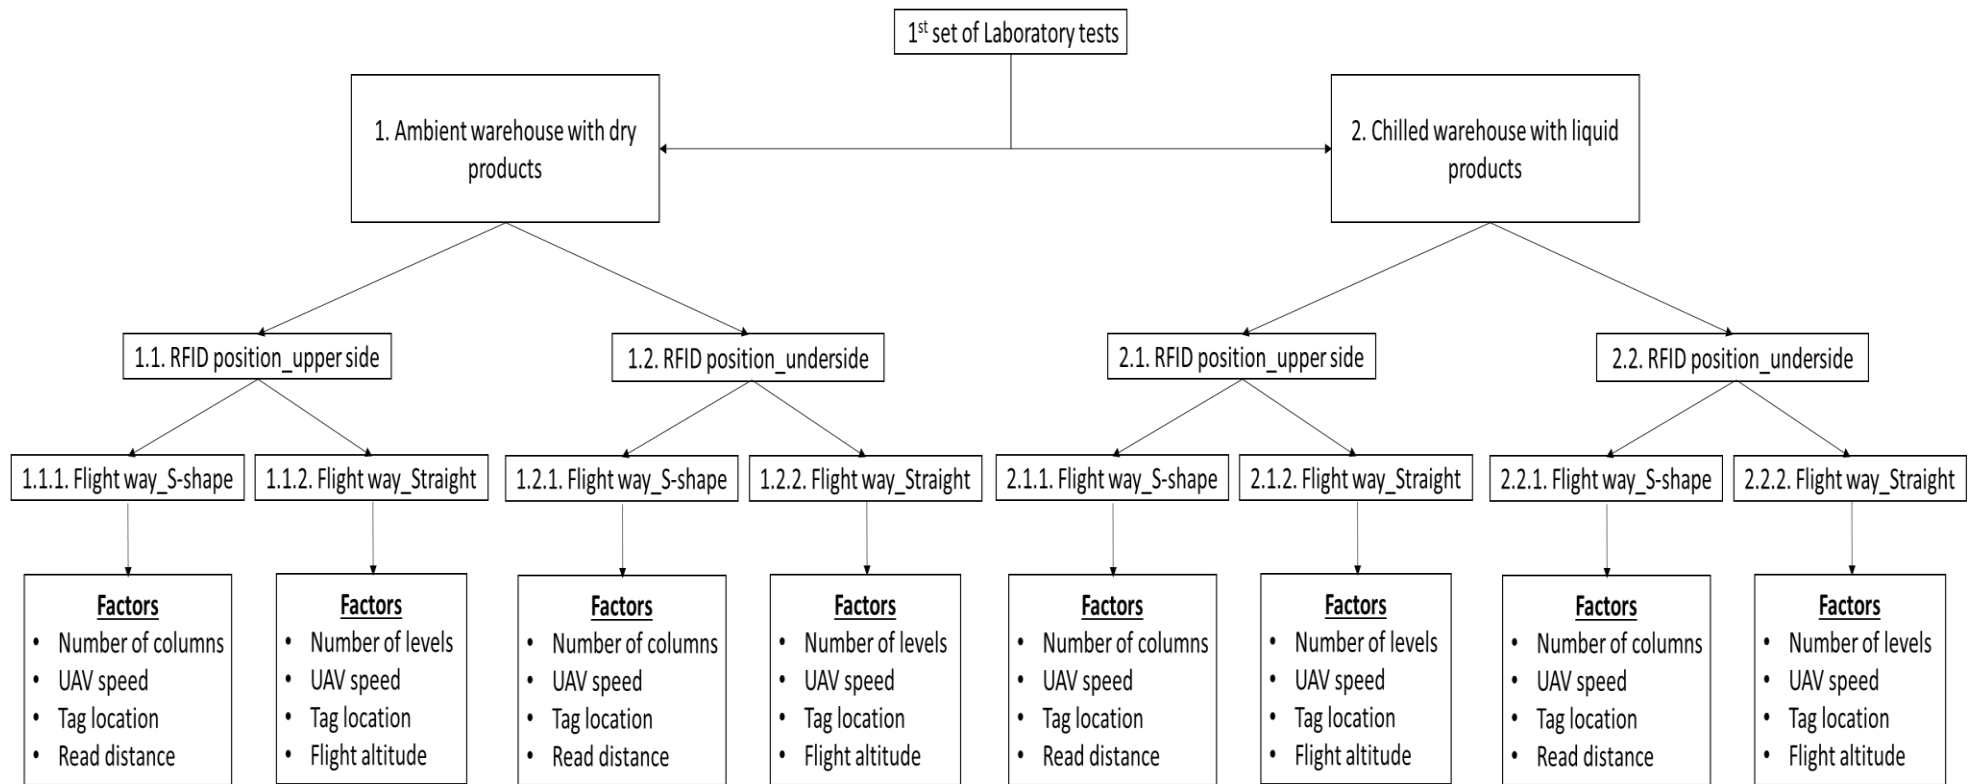 1st set of Laboratory tests
1. Ambient warehouse with dry
products
2. Chilled warehouse with liquid
products
1.1. RFID position_upper side
1.2. RFID position_underside
2.1. RFID position_upper side
2.2. RFID position_underside
1.1.1. Flight way_S-shape
1.1.2. Flight way_Straight
1.2.1. Flight way_S-shape
1.2.2. Flight way_Straight
2.1.1. Flight way_S-shape
2.1.2. Flight way_Straight
2.2.1. Flight way_S-shape
2.2.2. Flight way_Straight
Factors
• Number of columns
• UAV speed
• Tag location
• Read distance
Factors
• Number of levels
• UAV speed
• Tag location
• Flight altitude
Factors
• Number of columns
• UAV speed
• Tag location
• Read distance
Factors
• Number of levels
• UAV speed
• Tag location
• Flight altitude
Factors
• Number of columns
• UAV speed
• Tag location
• Read distance
Factors
• Number of levels
• UAV speed
• Tag location
• Flight altitude
Factors
• Number of columns
• UAV speed
• Tag location
• Read distance
Factors
• Number of levels
• UAV speed
• Tag location
• Flight altitude